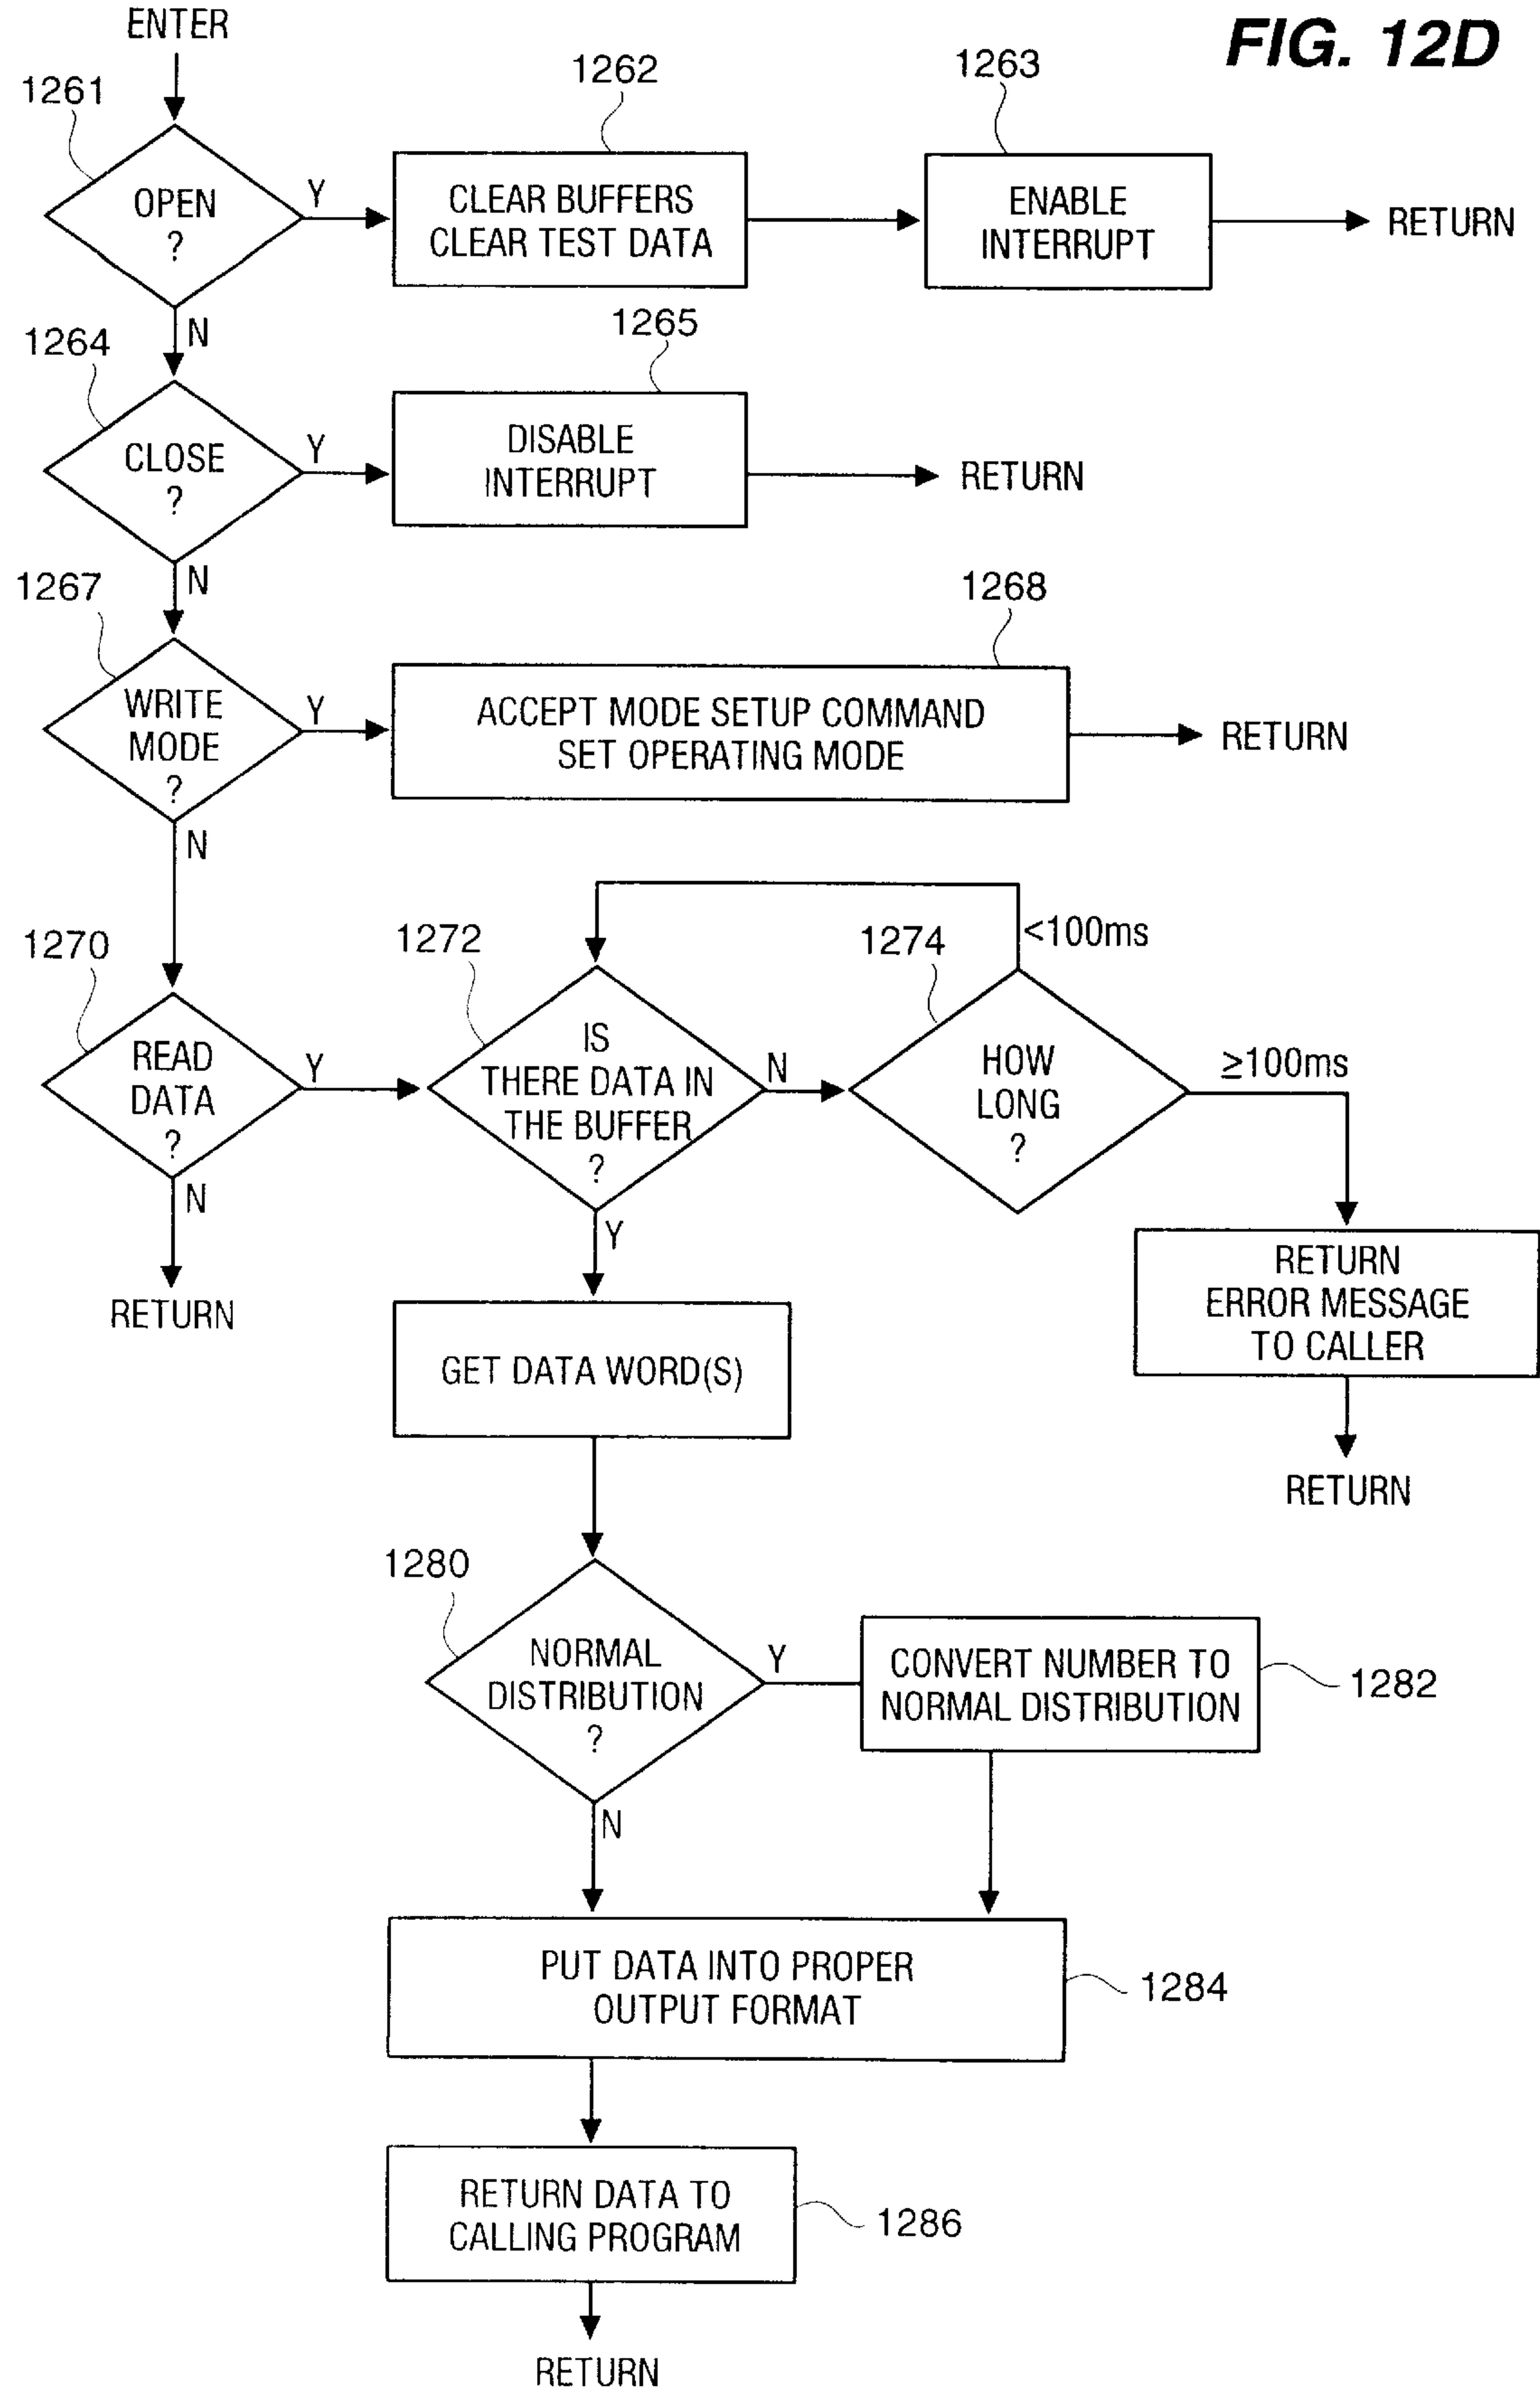 ENTER
FIG. 12D
1261
1262
1263
OPEN
?
Y
CLEAR BUFFERS
CLEAR TEST DATA
ENABLE
INTERRUPT
RETURN
N
1264
1265
CLOSE
?
Y
DISABLE
INTERRUPT
RETURN
N
1267
1268
WRITE
MODE
?
Y
ACCEPT MODE SETUP COMMAND
SET OPERATING MODE
RETURN
N
1270
1272
1274
<100ms
READ
DATA
?
Y
IS
THERE DATA IN
THE BUFFER
?
N
HOW
LONG
?
≥100ms
N
RETURN
Y
RETURN
ERROR MESSAGE
TO CALLER
RETURN
GET DATA WORD(S)
1280
NORMAL
DISTRIBUTION
?
Y
CONVERT NUMBER TO
NORMAL DISTRIBUTION
1282
N
PUT DATA INTO PROPER
OUTPUT FORMAT
1284
RETURN DATA TO
CALLING PROGRAM
1286
RETURN